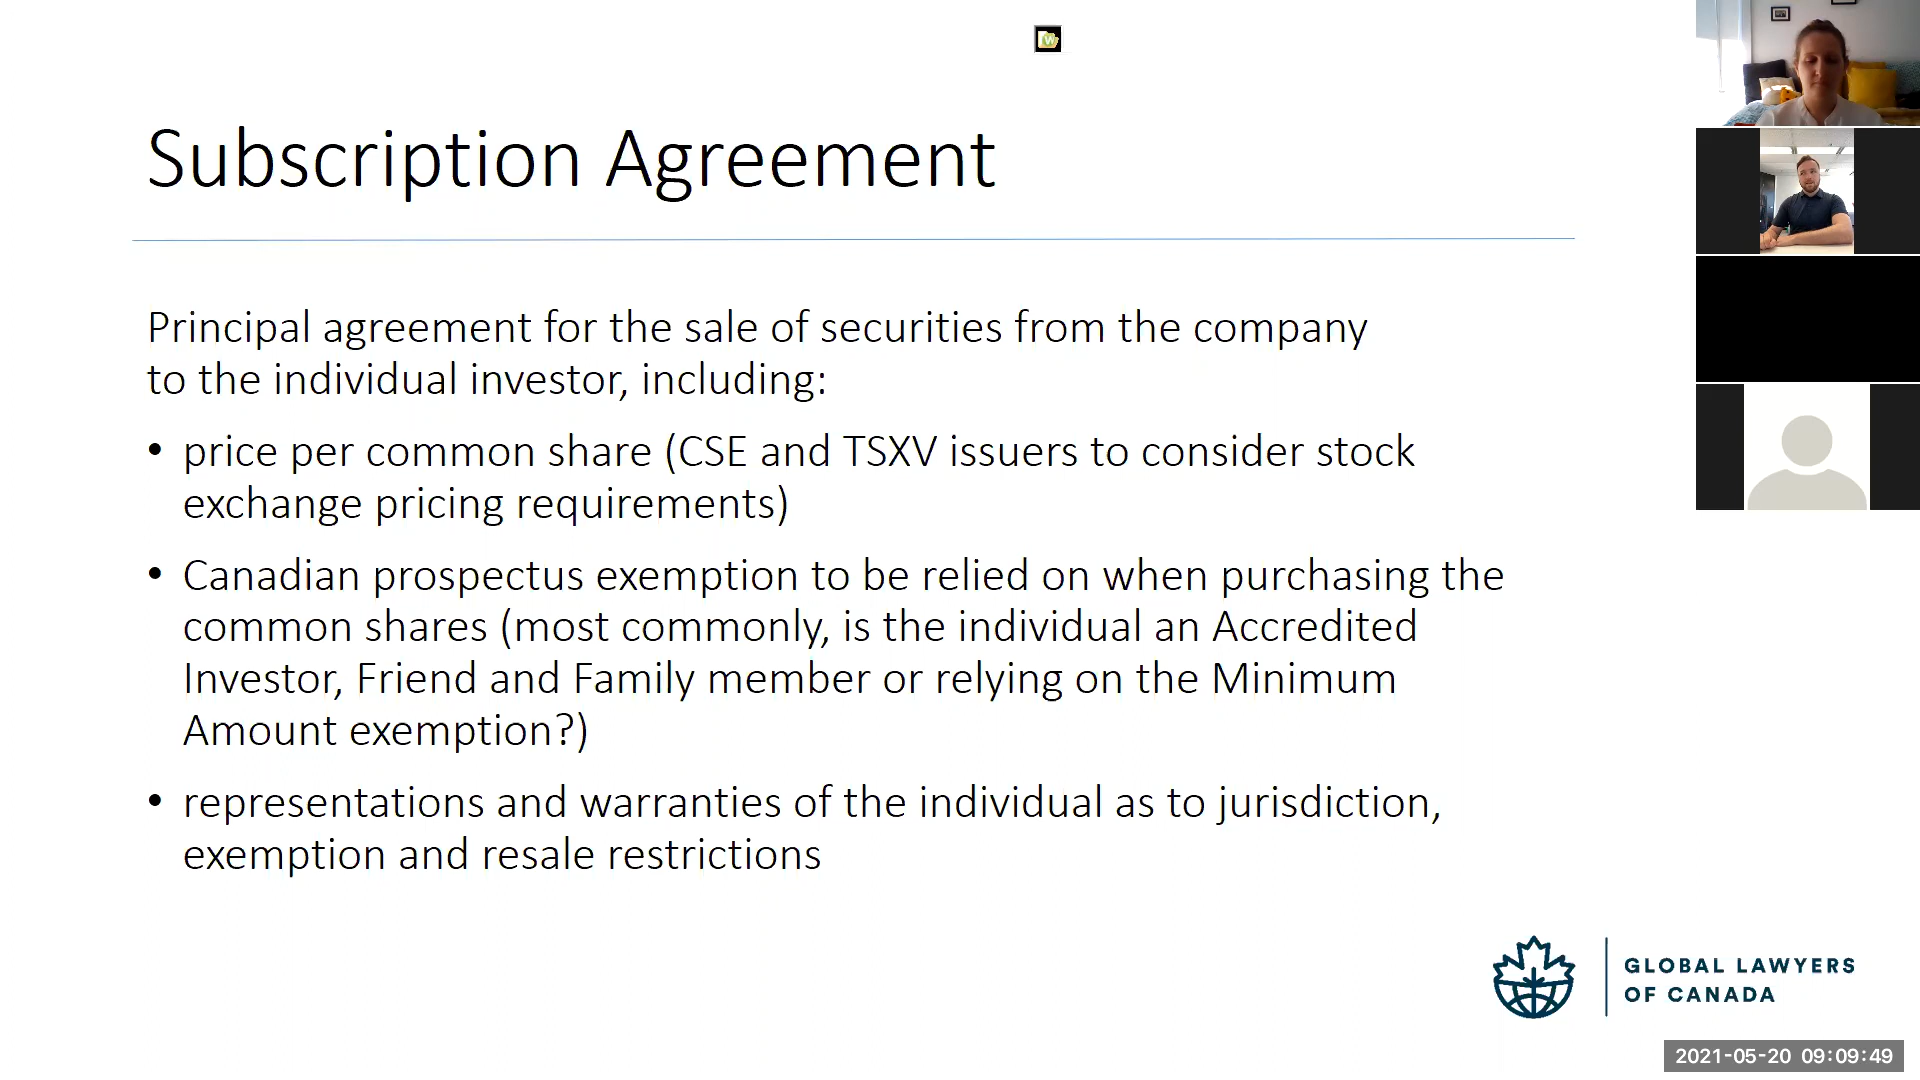 Subscription Agreement
Principal agreement for the sale of securities from the company
to the individual investor, including:
• price per common share (CSE and TSXV issuers to consider stock
exchange pricing requirements)
• Canadian prospectus exemption to be relied on when purchasing the
common shares (most commonly, is the individual an Accredited
Investor, Friend and Family member or relying on the Minimum
Amount exemption?)
• representations and warranties of the individual as to jurisdiction,
exemption and resale restrictions
GLOBAL LAWYERS
OF CANADA
2021-05-20 09:09:49